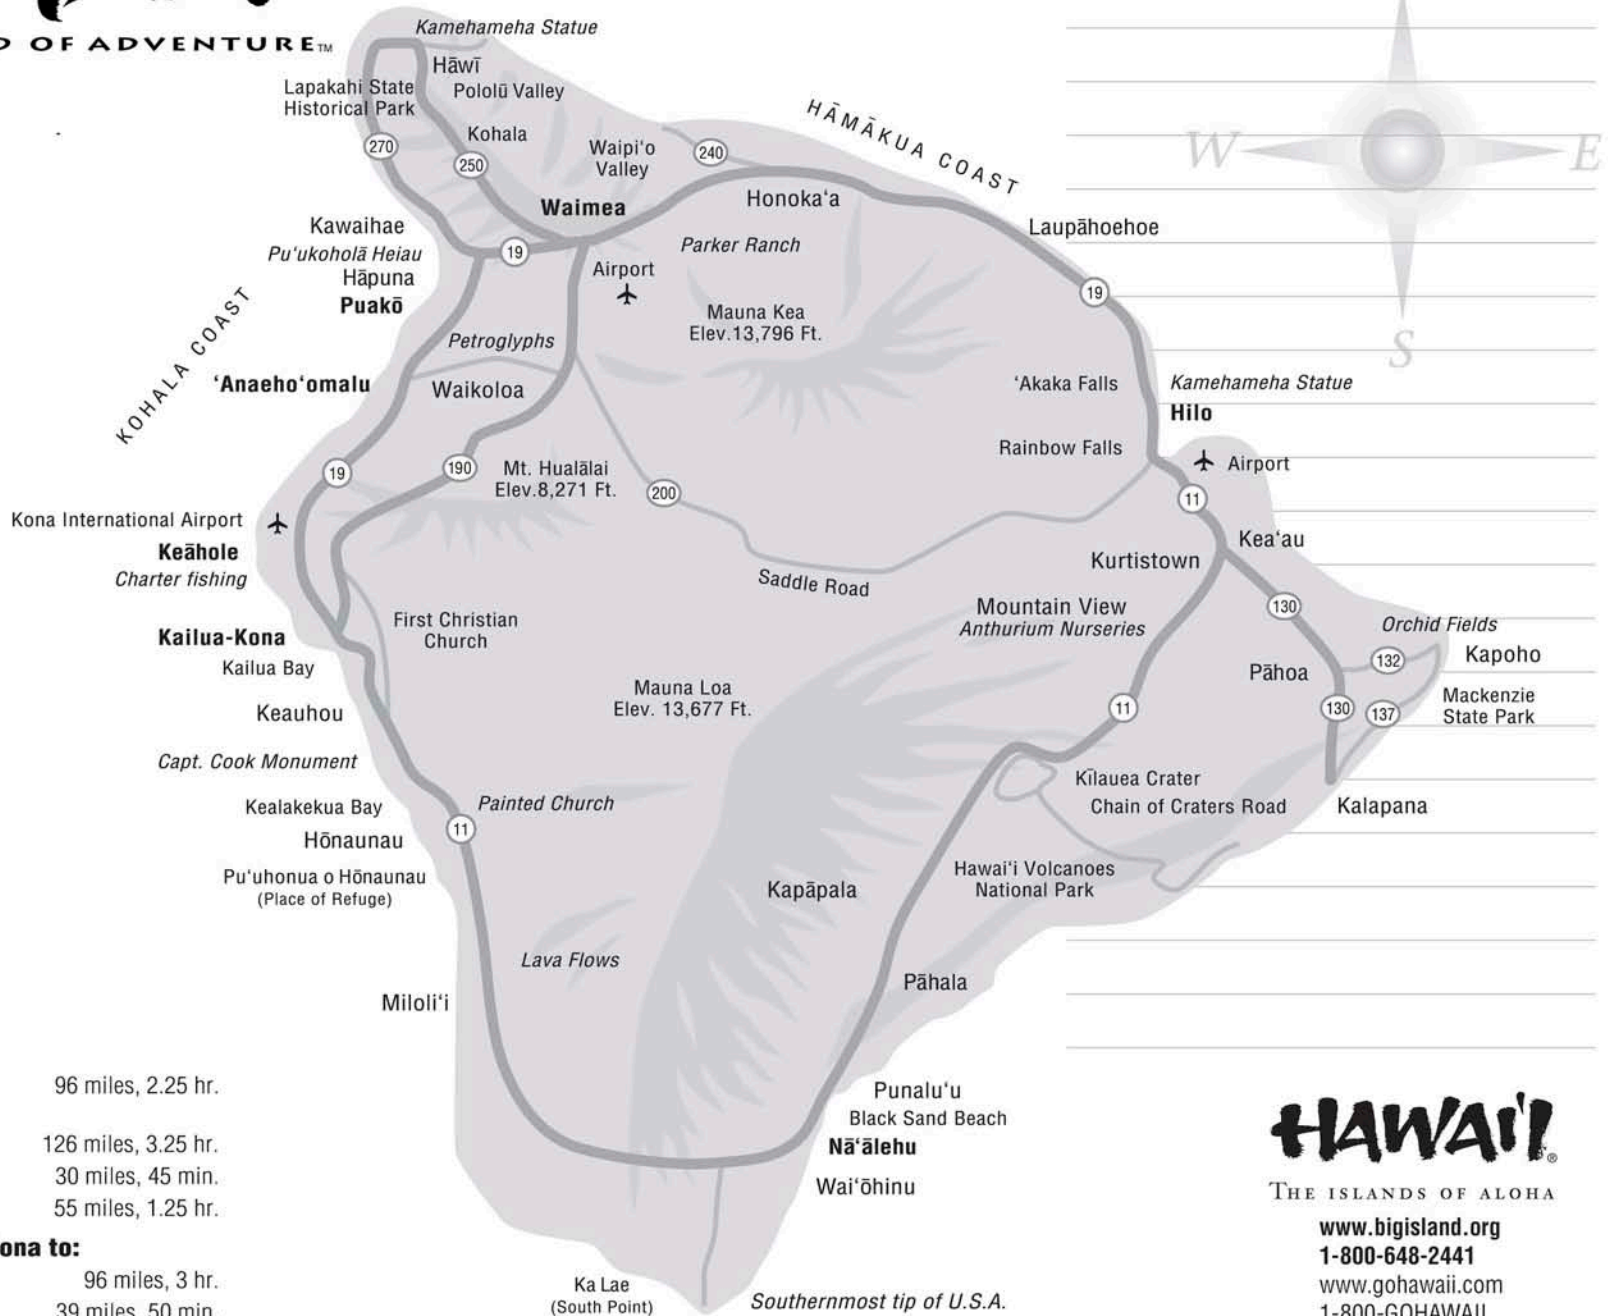 D OF ADVENTURE™
Kamehameha Statue
Hāwī
Lapakahi State
Historical Park
Pololū Valley
Kohala
270
250
Waipi‘o
Valley
240
HĀMĀKUA COAST
W
E
S
Waimea
Honoka‘a
Laupāhoehoe
Kawaihae
Pu‘ukoholā Heiau
Hāpuna
Puakō
19
Parker Ranch
Airport
19
Mauna Kea
Elev.13,796 Ft.
KOHALA COAST
Petroglyphs
‘Anaeho‘omalu
Waikoloa
‘Akaka Falls
Kamehameha Statue
Hilo
Rainbow Falls
Airport
19
190
Mt. Hualālai
Elev.8,271 Ft.
200
11
Kona International Airport
Keāhole
Charter fishing
Kea‘au
Kurtistown
Saddle Road
Mountain View
Anthurium Nurseries
130
First Christian
Church
Kailua-Kona
Kailua Bay
Orchid Fields
Kapoho
132
Pāhoa
Mauna Loa
Elev. 13,677 Ft.
Keauhou
11
130
137
Mackenzie
State Park
Capt. Cook Monument
Kīlauea Crater
Chain of Craters Road
Kalapana
Kealakekua Bay
Painted Church
11
Hōnaunau
Pu‘uhonua o Hōnaunau
(Place of Refuge)
Hawai‘i Volcanoes
National Park
Kapāpala
Lava Flows
Pāhala
Miloli‘i
96 miles, 2.25 hr.
126 miles, 3.25 hr.
30 miles, 45 min.
55 miles, 1.25 hr.
ona to:
96 miles, 3 hr.
39 miles, 50 min.
Punalu‘u
Black Sand Beach
Nā‘ālehu
Wai‘ōhinu
Ka Lae
(South Point)
Southernmost tip of U.S.A.
HAWAI‘I®
THE ISLANDS OF ALOHA
www.bigisland.org
1-800-648-2441
www.gohawaii.com
1-800-GOHAWAII